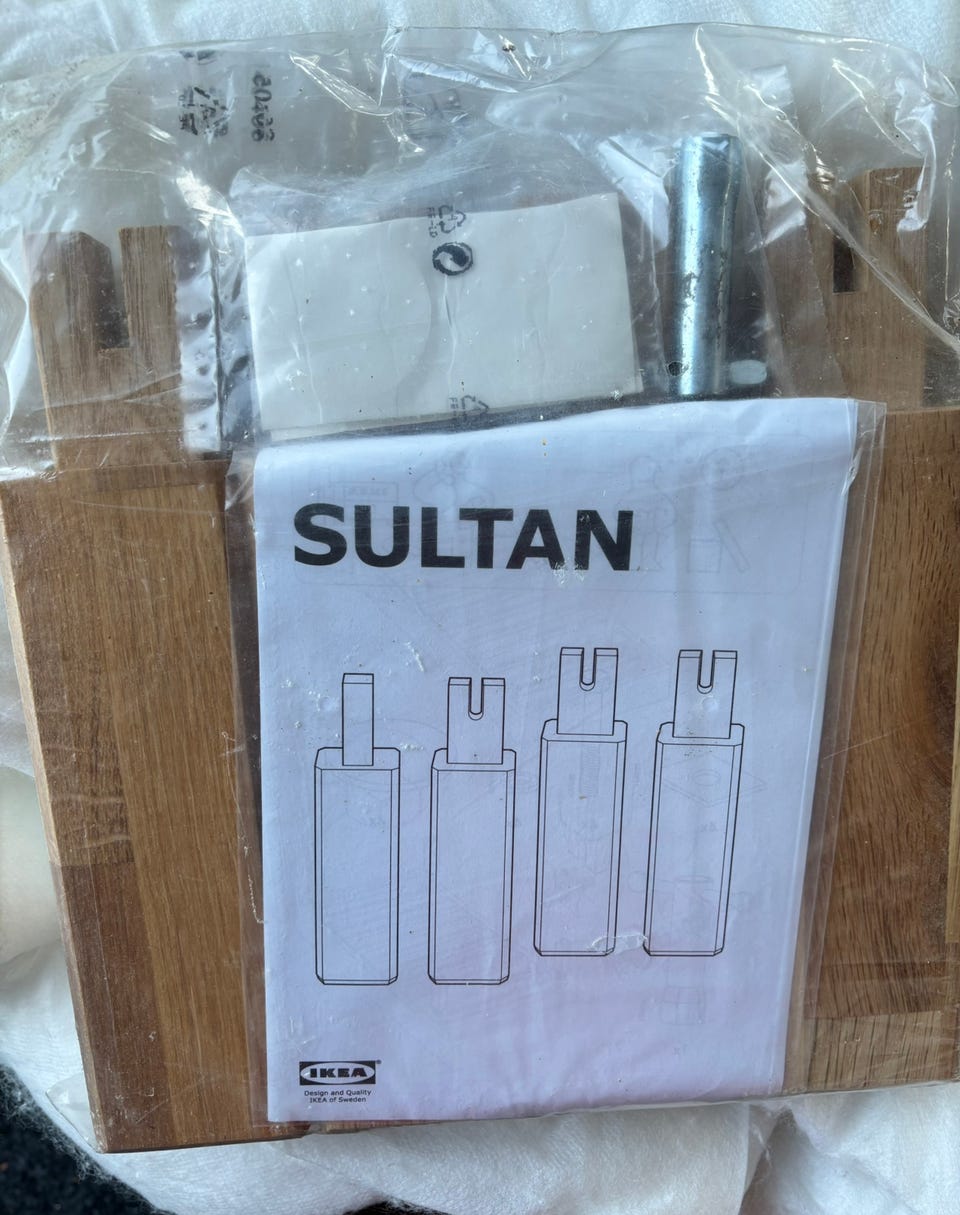 SULTAN
IKEA
Design and Quality
IKEA of Sweden